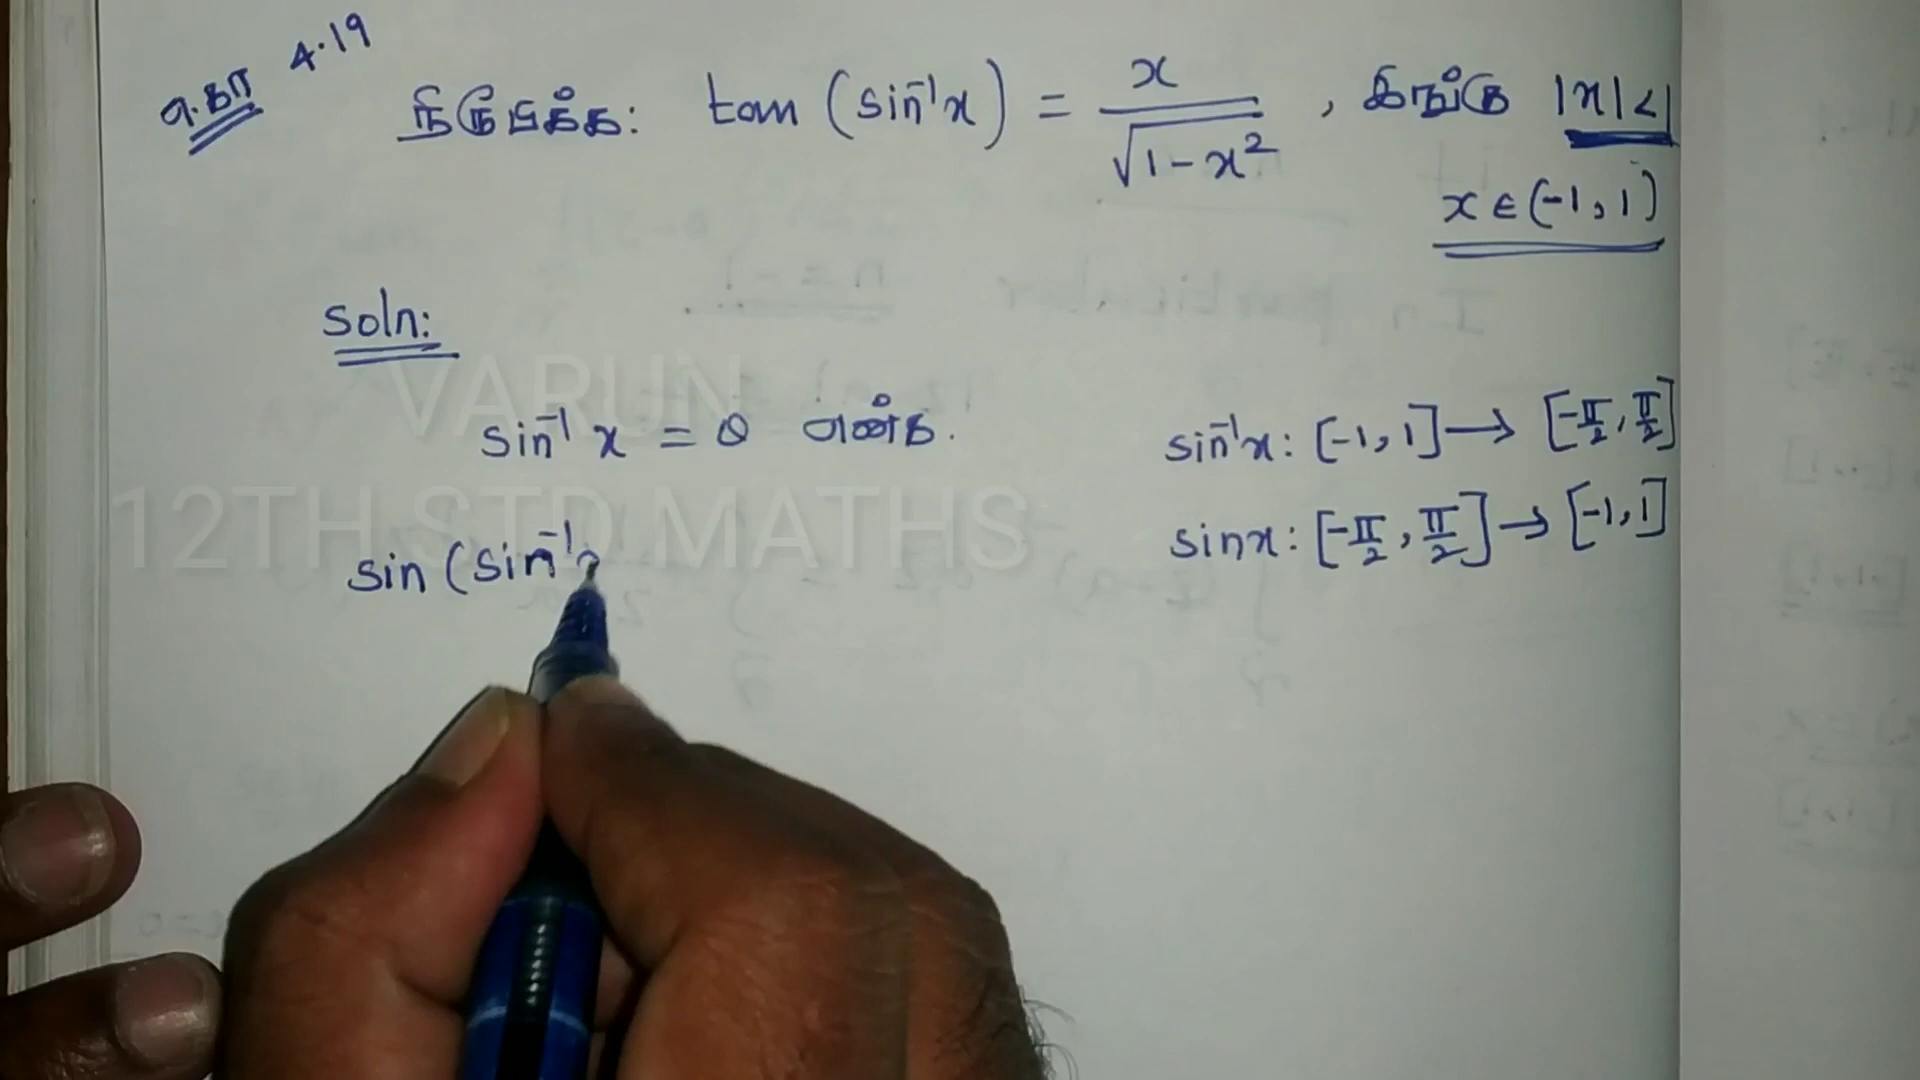 எ.கா 4.19
நிரூபிக்க: tan (sin⁻¹x) = x/√(1-x²) , இங்கு |x|<1
x ∈ (-1, 1)
Soln:
sin⁻¹ x = θ என்க.
sin⁻¹x: [-1, 1] → [-π/2, π/2]
sin (sin⁻¹x
sinx: [-π/2, π/2] → [-1, 1]
VARUN
12TH STD MATHS